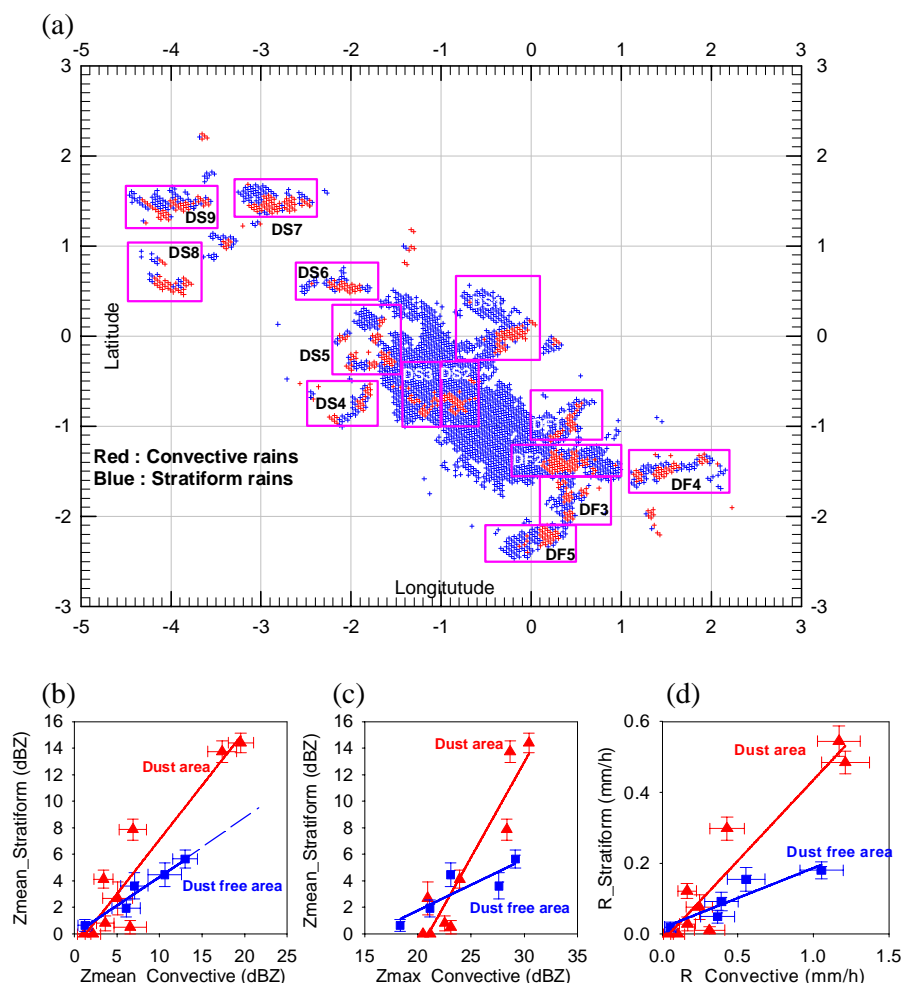 (a)
-5 -4 -3 -2 -1 0 1 2 3
3 3
2 2
DS9
DS7
1 1
DS8
DS6
DS1
0 0
Latitude
DS5
DS3 DS2
DS4
-1 -1
DF1
Red : Convective rains
DF2
Blue : Stratiform rains
DF4
-2 -2
DF3
DF5
Longitutude
-3 -3
-5 -4 -3 -2 -1 0 1 2 3
(b)
16
14
12
10
8
6
4
2
0
Zmean_Stratiform (dBZ)
Dust area
Dust free area
0 5 10 15 20 25
Zmean Convective (dBZ)
(c)
16
14
12
10
8
6
4
2
0
Zmean_Stratiform (dBZ)
Dust area
Dust free area
15 20 25 30 35
Zmax Convective (dBZ)
(d)
0.6
0.4
0.2
0.0
R_Stratiform (mm/h)
Dust area
Dust free area
0.0 0.5 1.0 1.5
R Convective (mm/h)